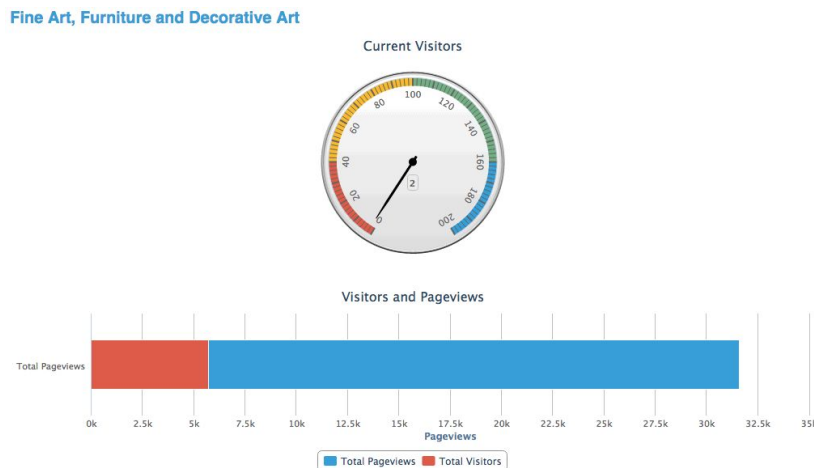 Fine Art, Furniture and Decorative Art
Current Visitors
0
20
40
60
80
100
120
140
160
180
200
2
Visitors and Pageviews
Total Pageviews
0k 2.5k 5k 7.5k 10k 12.5k 15k 17.5k 20k 22.5k 25k 27.5k 30k 32.5k
Pageviews
Total Pageviews Total Visitors